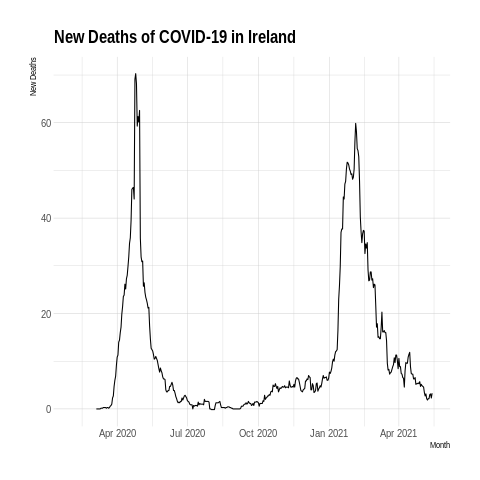 New Deaths of COVID-19 in Ireland
New Deaths
60
40
20
0
Apr 2020 Jul 2020 Oct 2020 Jan 2021 Apr 2021
Month